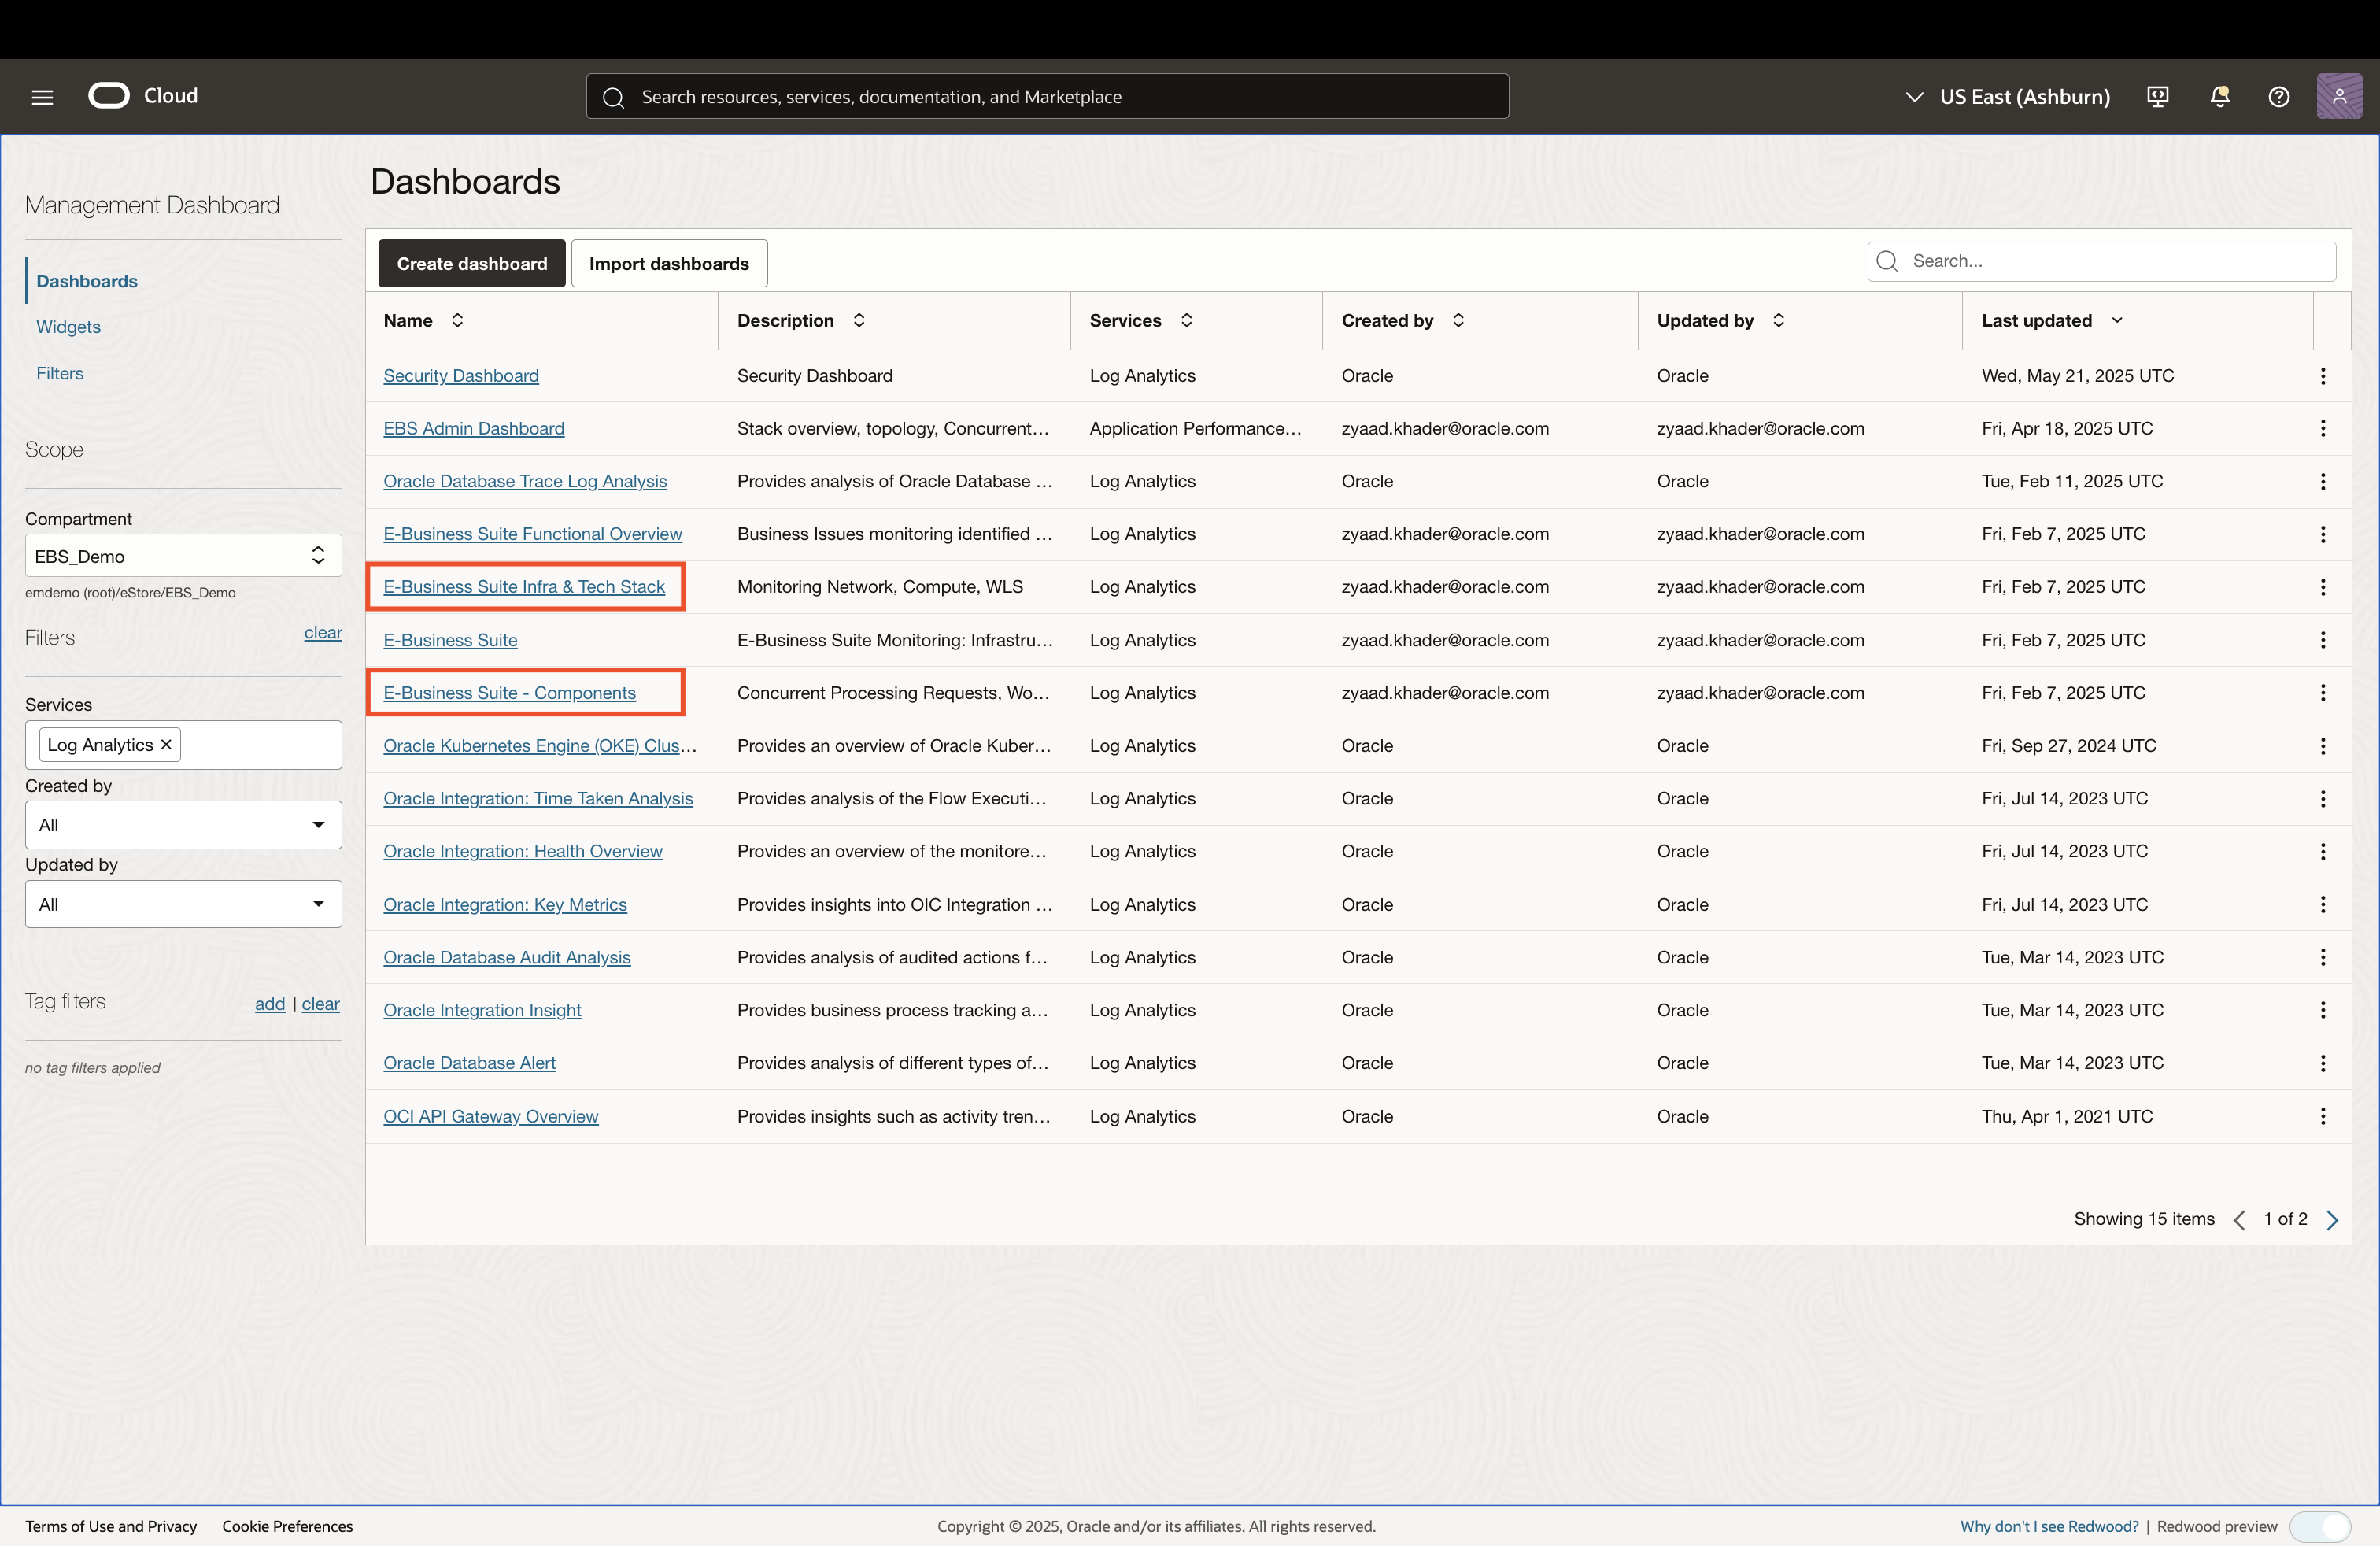 Cloud
Search resources, services, documentation, and Marketplace
US East (Ashburn)
Management Dashboard
Dashboards
Widgets
Filters
Scope
Compartment
EBS_Demo
emdemo (root)/eStore/EBS_Demo
Filters clear
Services
Log Analytics ×
Created by
All
Updated by
All
Tag filters add | clear
no tag filters applied
Dashboards
Create dashboard Import dashboards Search...
Name Description Services Created by Updated by Last updated
Security Dashboard Security Dashboard Log Analytics Oracle Oracle Wed, May 21, 2025 UTC
EBS Admin Dashboard Stack overview, topology, Concurrent... Application Performance... zyaad.khader@oracle.com zyaad.khader@oracle.com Fri, Apr 18, 2025 UTC
Oracle Database Trace Log Analysis Provides analysis of Oracle Database ... Log Analytics Oracle Oracle Tue, Feb 11, 2025 UTC
E-Business Suite Functional Overview Business Issues monitoring identified ... Log Analytics zyaad.khader@oracle.com zyaad.khader@oracle.com Fri, Feb 7, 2025 UTC
E-Business Suite Infra & Tech Stack Monitoring Network, Compute, WLS Log Analytics zyaad.khader@oracle.com zyaad.khader@oracle.com Fri, Feb 7, 2025 UTC
E-Business Suite E-Business Suite Monitoring: Infrastru... Log Analytics zyaad.khader@oracle.com zyaad.khader@oracle.com Fri, Feb 7, 2025 UTC
E-Business Suite - Components Concurrent Processing Requests, Wo... Log Analytics zyaad.khader@oracle.com zyaad.khader@oracle.com Fri, Feb 7, 2025 UTC
Oracle Kubernetes Engine (OKE) Clus... Provides an overview of Oracle Kuber... Log Analytics Oracle Oracle Fri, Sep 27, 2024 UTC
Oracle Integration: Time Taken Analysis Provides analysis of the Flow Executi... Log Analytics Oracle Oracle Fri, Jul 14, 2023 UTC
Oracle Integration: Health Overview Provides an overview of the monitore... Log Analytics Oracle Oracle Fri, Jul 14, 2023 UTC
Oracle Integration: Key Metrics Provides insights into OIC Integration ... Log Analytics Oracle Oracle Fri, Jul 14, 2023 UTC
Oracle Database Audit Analysis Provides analysis of audited actions f... Log Analytics Oracle Oracle Tue, Mar 14, 2023 UTC
Oracle Integration Insight Provides business process tracking a... Log Analytics Oracle Oracle Tue, Mar 14, 2023 UTC
Oracle Database Alert Provides analysis of different types of... Log Analytics Oracle Oracle Tue, Mar 14, 2023 UTC
OCI API Gateway Overview Provides insights such as activity tren... Log Analytics Oracle Oracle Thu, Apr 1, 2021 UTC
Showing 15 items 1 of 2
Terms of Use and Privacy Cookie Preferences Copyright © 2025, Oracle and/or its affiliates. All rights reserved. Why don't I see Redwood? | Redwood preview